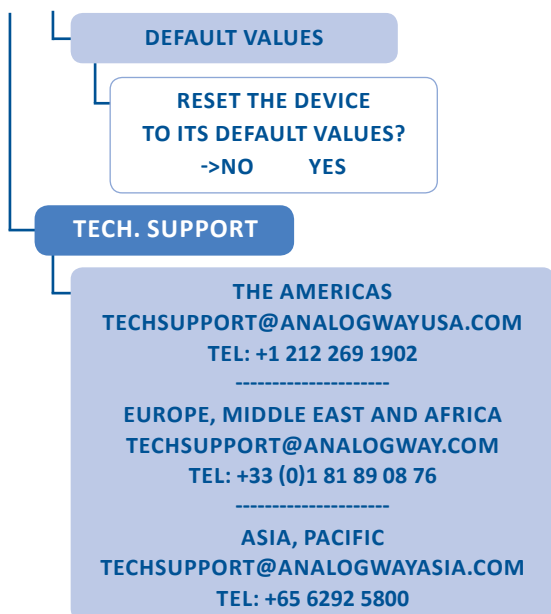 DEFAULT VALUES
RESET THE DEVICE
TO ITS DEFAULT VALUES?
->NO YES
TECH. SUPPORT
THE AMERICAS
TECHSUPPORT@ANALOGWAYUSA.COM
TEL: +1 212 269 1902
---------------------
EUROPE, MIDDLE EAST AND AFRICA
TECHSUPPORT@ANALOGWAY.COM
TEL: +33 (0)1 81 89 08 76
---------------------
ASIA, PACIFIC
TECHSUPPORT@ANALOGWAYASIA.COM
TEL: +65 6292 5800